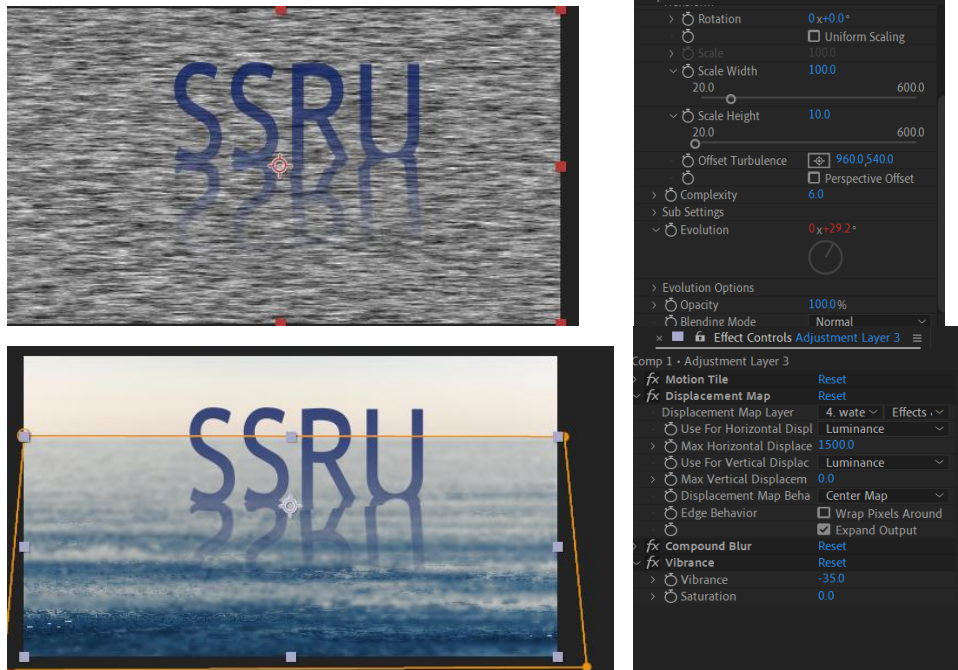 SSRU
Rotation 0x+0.0°
Uniform Scaling
Scale 100.0
Scale Width 100.0
20.0 600.0
Scale Height 10.0
20.0 600.0
Offset Turbulence 960.0,540.0
Perspective Offset
Complexity 6.0
Sub Settings
Evolution 0x+29.2°
Evolution Options
Opacity 100.0%
Blending Mode Normal
SSRU
× Effect Controls Adjustment Layer 3
Comp 1 • Adjustment Layer 3
fx Motion Tile Reset
fx Displacement Map Reset
Displacement Map Layer 4. wate Effects
Use For Horizontal Displ Luminance
Max Horizontal Displace 1500.0
Use For Vertical Displac Luminance
Max Vertical Displacem 0.0
Displacement Map Beha Center Map
Edge Behavior Wrap Pixels Around
Expand Output
fx Compound Blur Reset
fx Vibrance Reset
Vibrance -35.0
Saturation 0.0